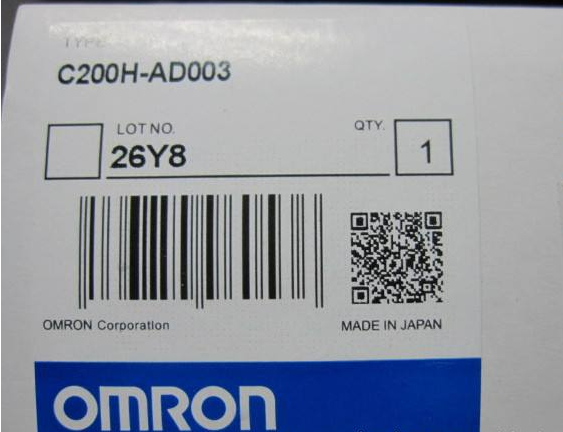 TYPE
C200H-AD003
LOT NO.
QTY.
26Y8
1
OMRON Corporation
MADE IN JAPAN
OMRON